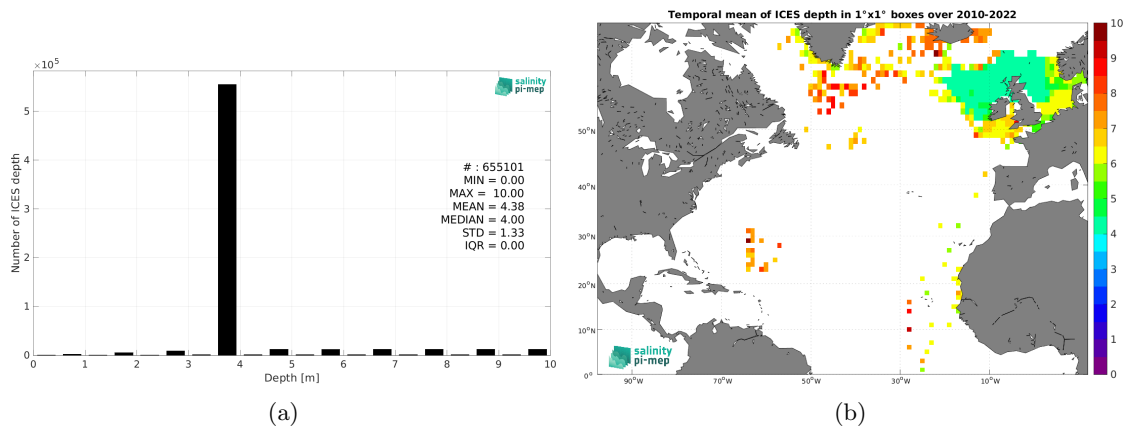 ×10⁵
5
4
3
2
1
0
Number of ICES depth
salinity
pi-mep
# : 655101
MIN = 0.00
MAX = 10.00
MEAN = 4.38
MEDIAN = 4.00
STD = 1.33
IQR = 0.00
0 1 2 3 4 5 6 7 8 9 10
Depth [m]
(a)
Temporal mean of ICES depth in 1°x1° boxes over 2010-2022
50°N
40°N
30°N
20°N
10°N
0°
90°W 70°W 50°W 30°W 10°W
salinity
pi-mep
10
9
8
7
6
5
4
3
2
1
0
(b)